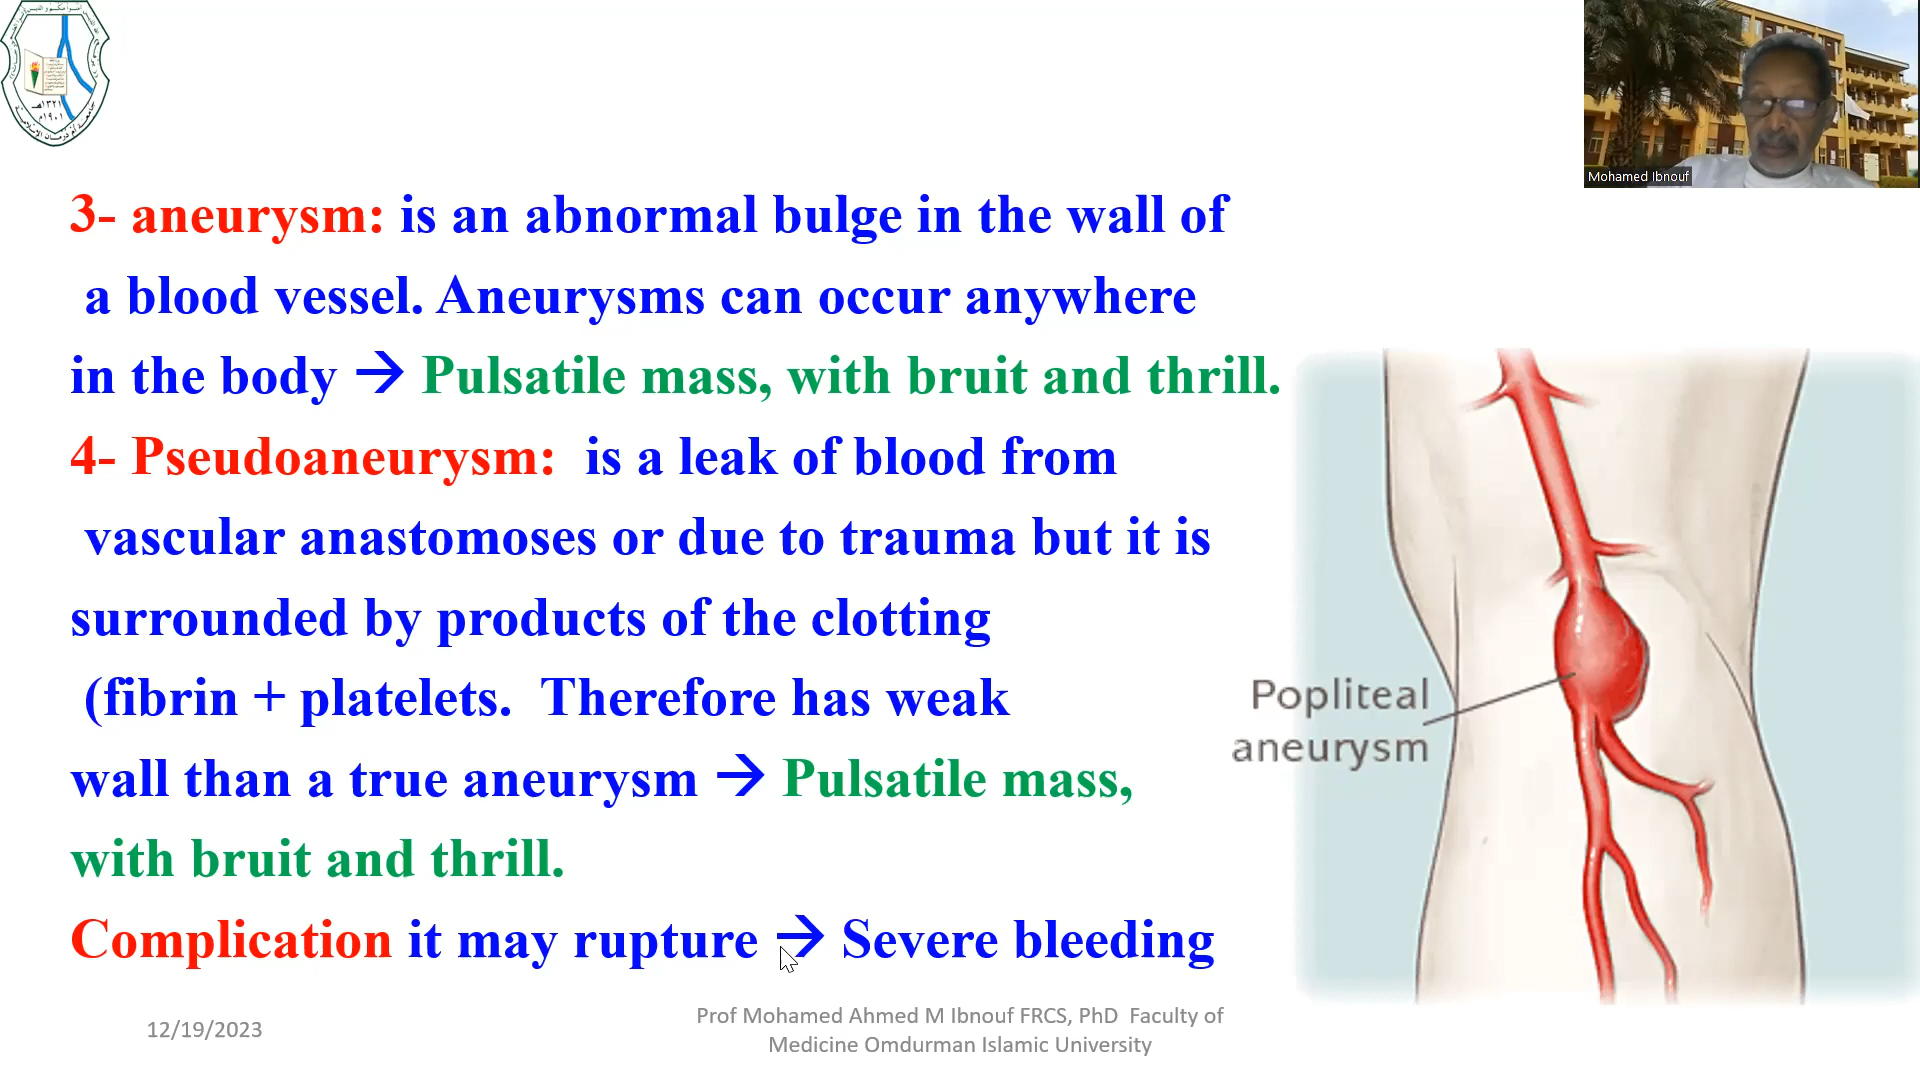 Mohamed Ibnouf
3- aneurysm: is an abnormal bulge in the wall of
a blood vessel. Aneurysms can occur anywhere
in the body → Pulsatile mass, with bruit and thrill.
4- Pseudoaneurysm: is a leak of blood from
vascular anastomoses or due to trauma but it is
surrounded by products of the clotting
(fibrin + platelets. Therefore has weak
wall than a true aneurysm → Pulsatile mass,
with bruit and thrill.
Complication it may rupture → Severe bleeding
Popliteal
aneurysm
12/19/2023
Prof Mohamed Ahmed M Ibnouf FRCS, PhD Faculty of
Medicine Omdurman Islamic University